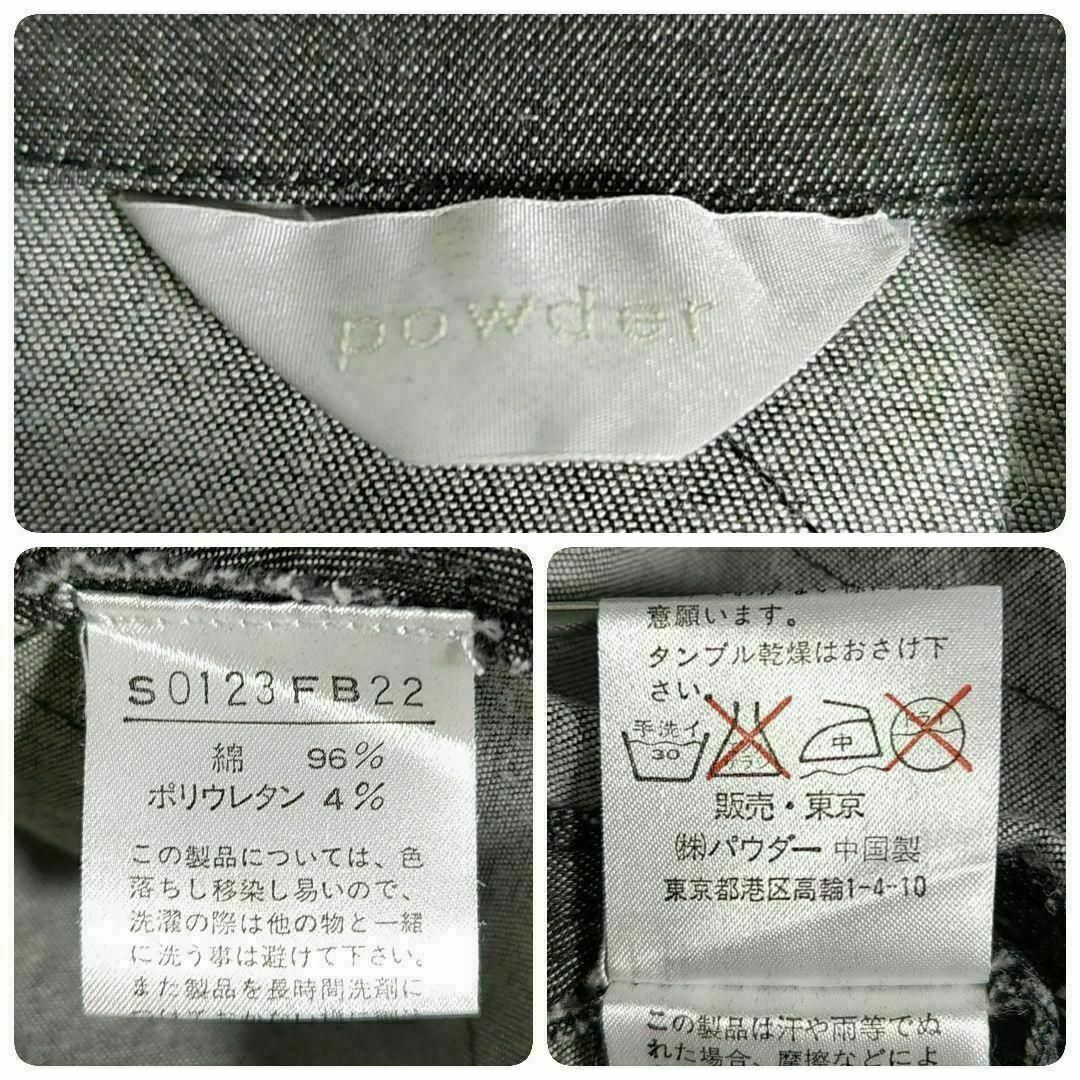 powder
S0123FB22
綿 96%
ポリウレタン 4%
この製品については、色
落ちし移染し易いので、
洗濯の際は他の物と一緒
に洗う事は避けて下さい。
また製品を長時間洗剤に
意願います。
タンブル乾燥はおさけ下
さい。
手洗イ
30
中
ドライ
販売・東京
㈱パウダー 中国製
東京都港区高輪1-4-10
この製品は汗や雨等でぬ
れた場合、摩擦などによ